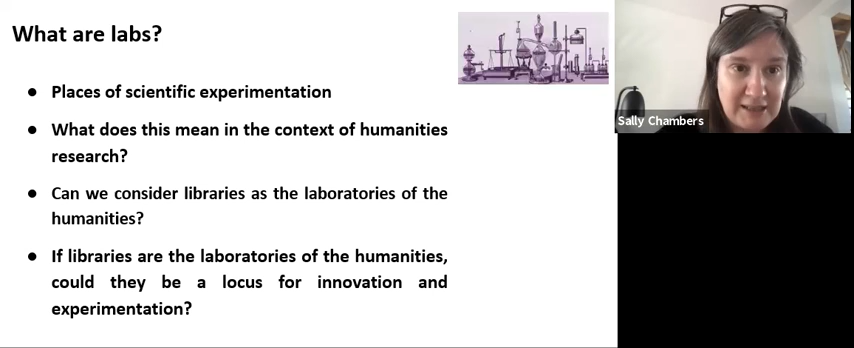 What are labs?
● Places of scientific experimentation
● What does this mean in the context of humanities
research?
● Can we consider libraries as the laboratories of the
humanities?
● If libraries are the laboratories of the humanities,
could they be a locus for innovation and
experimentation?
Sally Chambers